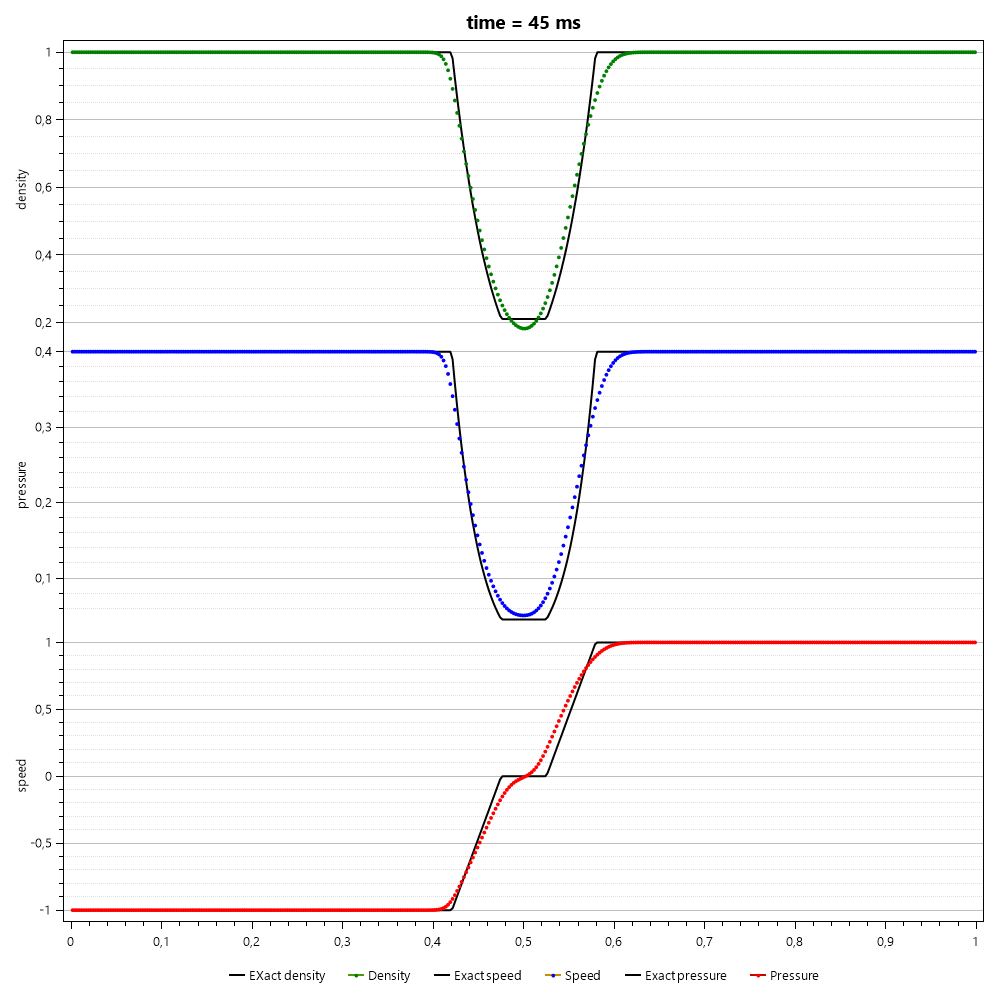 time = 45 ms
density
1
0,8
0,6
0,4
0,2
pressure
0,4
0,3
0,2
0,1
speed
1
0,5
0
-0,5
-1
0 0,1 0,2 0,3 0,4 0,5 0,6 0,7 0,8 0,9 1
EXact density Density Exact speed Speed Exact pressure Pressure